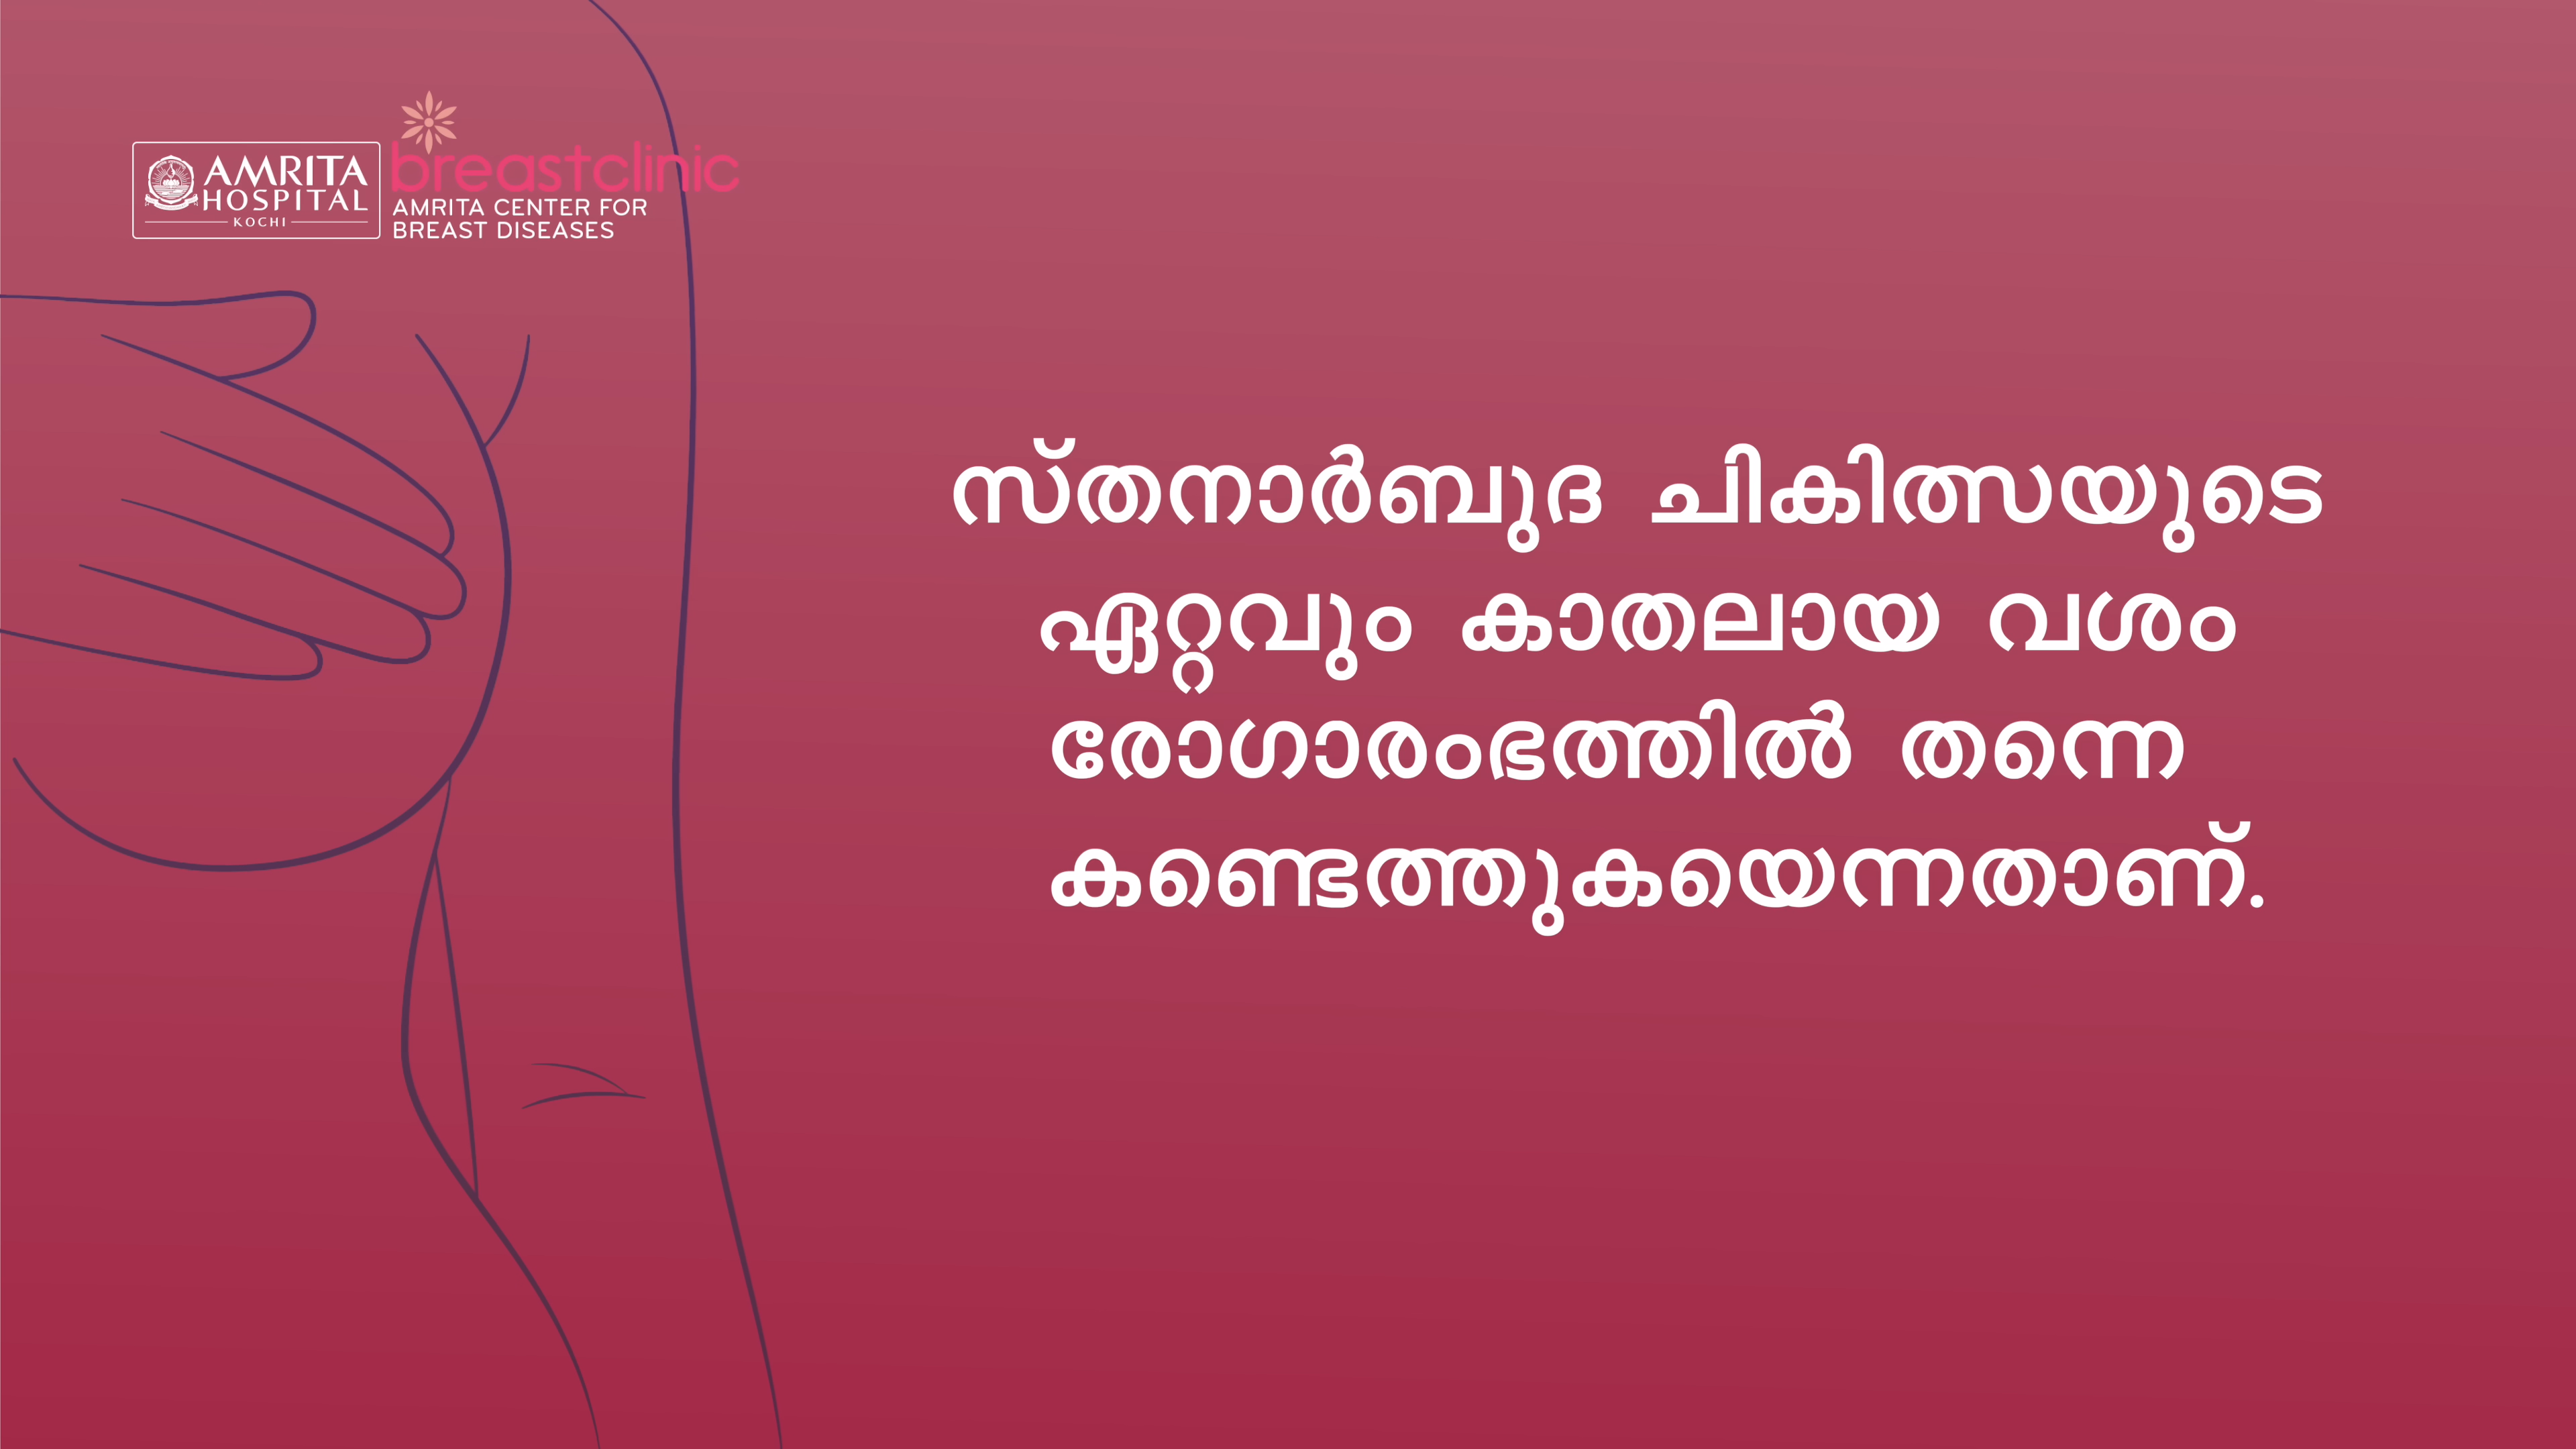 AMRITA
HOSPITAL
KOCHI
breastclinic
AMRITA CENTER FOR
BREAST DISEASES
സ്തനാർബുദ ചികിത്സയുടെ
ഏറ്റവും കാതലായ വശം
രോഗാരംഭത്തിൽ തന്നെ
കണ്ടെത്തുകയെന്നതാണ്.